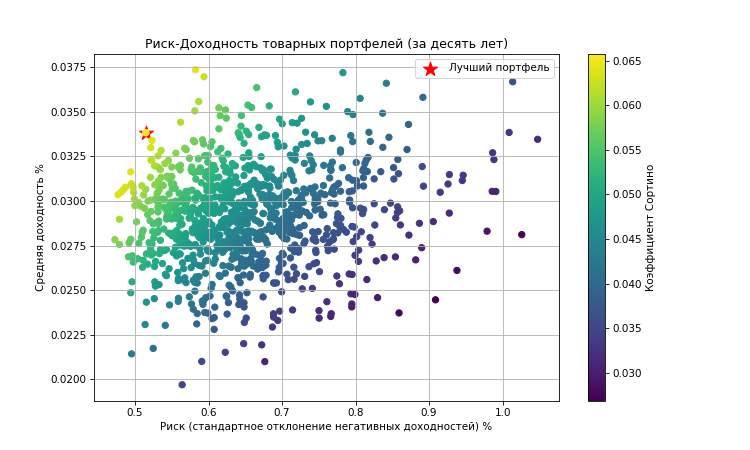 Риск-Доходность товарных портфелей (за десять лет)
Лучший портфель
Средняя доходность %
0.0375
0.0350
0.0325
0.0300
0.0275
0.0250
0.0225
0.0200
0.5 0.6 0.7 0.8 0.9 1.0
Риск (стандартное отклонение негативных доходностей) %
0.065
0.060
0.055
0.050
0.045
0.040
0.035
0.030
Коэффициент Сортино